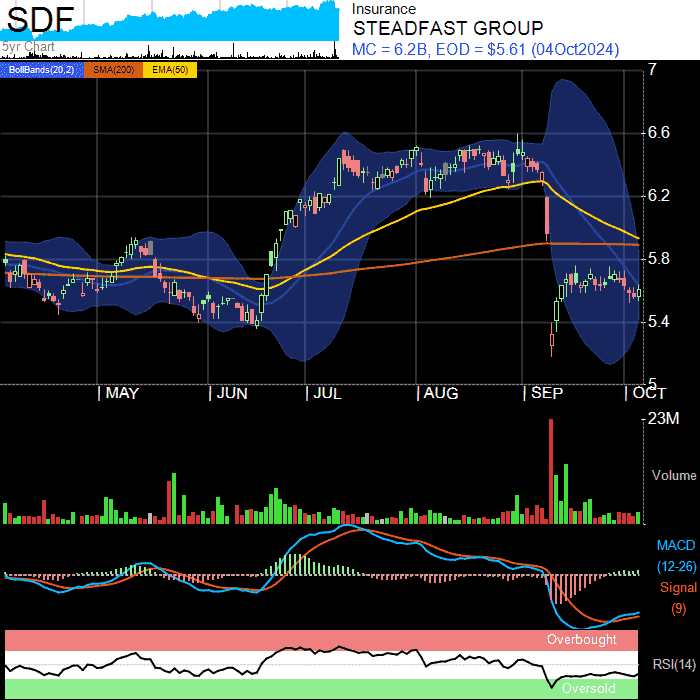 SDF
5yr Chart
Insurance
STEADFAST GROUP
MC = 6.2B, EOD = $5.61 (04Oct2024)
BollBands(20,2) SMA(200) EMA(50)
7
6.6
6.2
5.8
5.4
5
MAY JUN JUL AUG SEP OCT
23M
Volume
MACD
(12-26)
Signal
(9)
Overbought
RSI(14)
Oversold